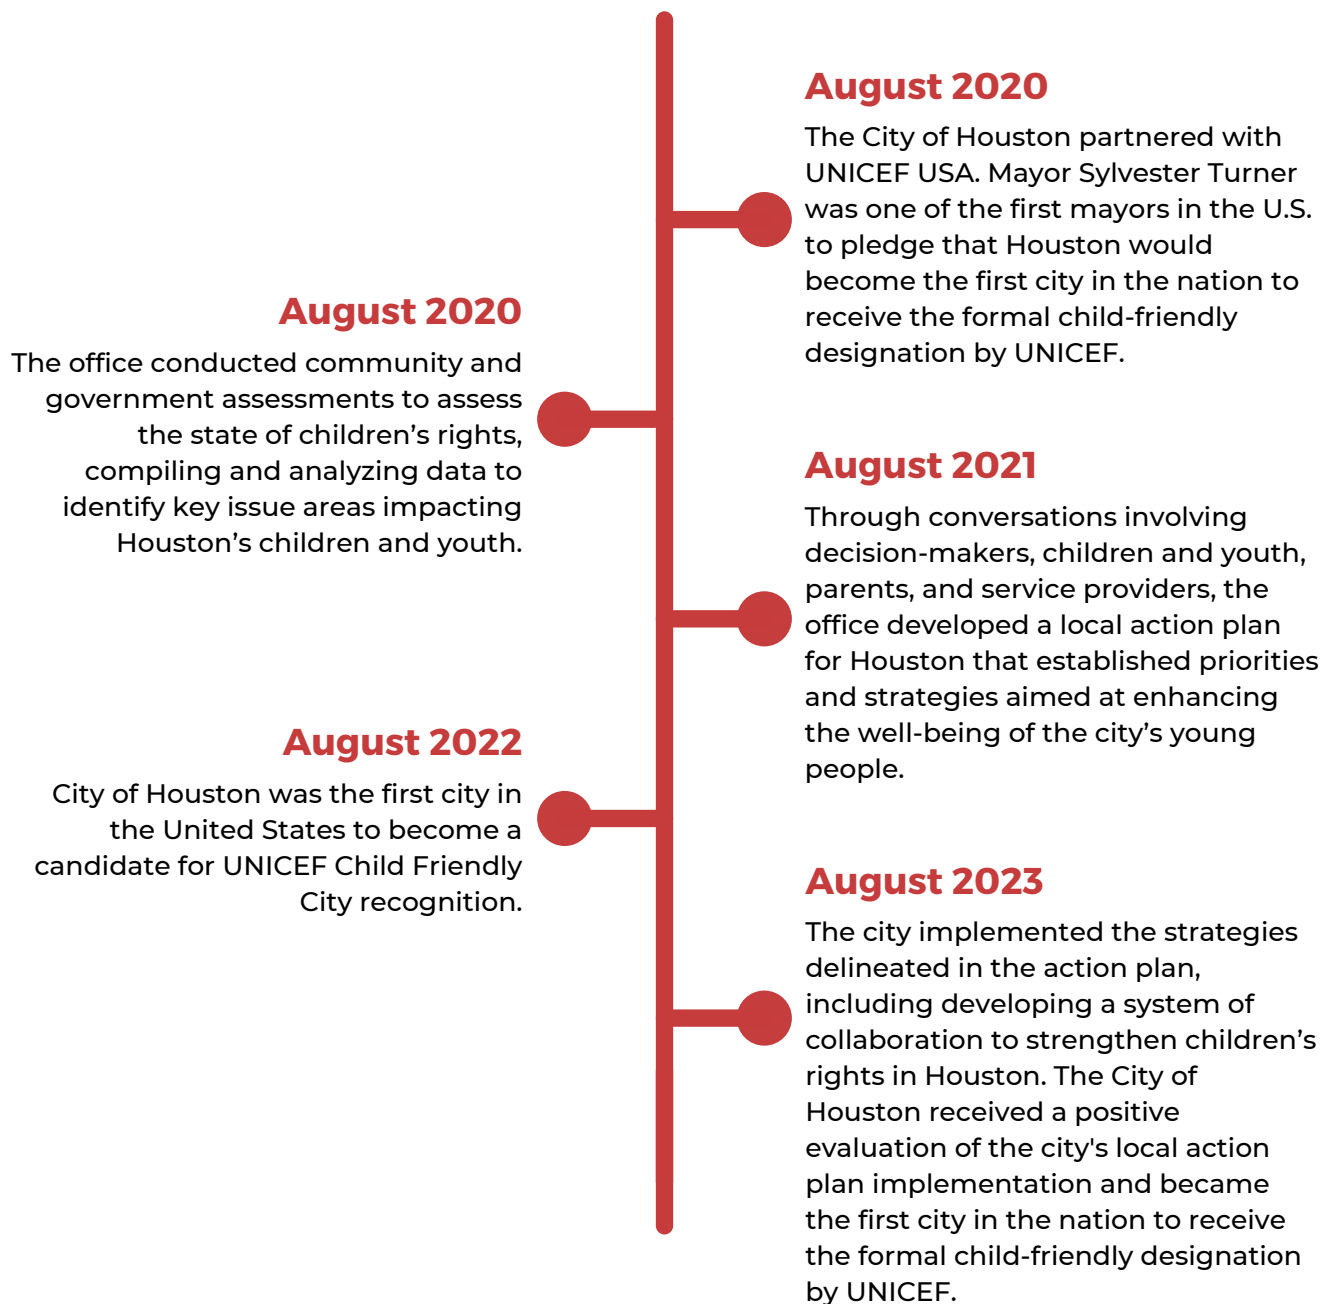 August 2020
The City of Houston partnered with
UNICEF USA. Mayor Sylvester Turner
was one of the first mayors in the U.S.
to pledge that Houston would
become the first city in the nation to
receive the formal child-friendly
designation by UNICEF.
August 2020
The office conducted community and
government assessments to assess
the state of children’s rights,
compiling and analyzing data to
identify key issue areas impacting
Houston’s children and youth.
August 2021
Through conversations involving
decision-makers, children and youth,
parents, and service providers, the
office developed a local action plan
for Houston that established priorities
and strategies aimed at enhancing
the well-being of the city’s young
people.
August 2022
City of Houston was the first city in
the United States to become a
candidate for UNICEF Child Friendly
City recognition.
August 2023
The city implemented the strategies
delineated in the action plan,
including developing a system of
collaboration to strengthen children’s
rights in Houston. The City of
Houston received a positive
evaluation of the city's local action
plan implementation and became
the first city in the nation to receive
the formal child-friendly designation
by UNICEF.